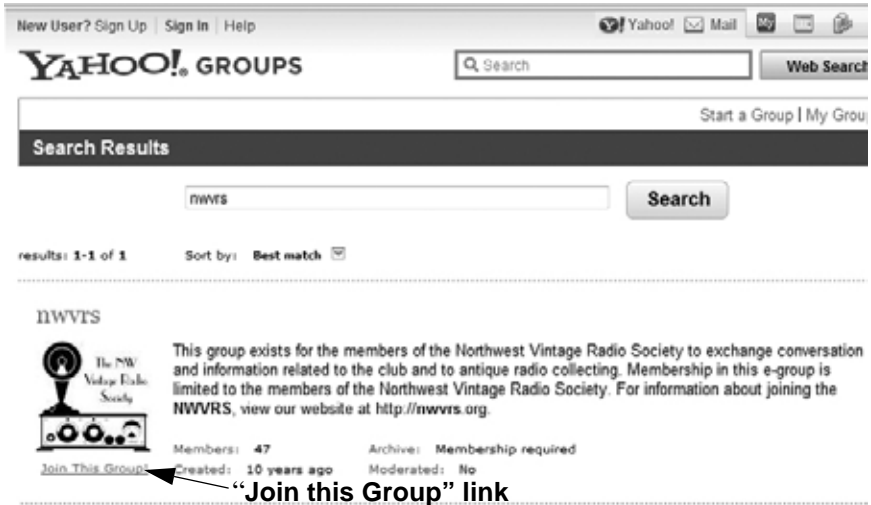 New User? Sign Up | Sign In | Help
Yahoo! Mail My
YAHOO!® GROUPS
Search
Web Search
Start a Group | My Grou
Search Results
nwvrs
Search
results: 1-1 of 1 Sort by: Best match
nwvrs
The NW
Vintage Radio
Society
This group exists for the members of the Northwest Vintage Radio Society to exchange conversation
and information related to the club and to antique radio collecting. Membership in this e-group is
limited to the members of the Northwest Vintage Radio Society. For information about joining the
NWVRS, view our website at http://nwvrs.org.
Members: 47 Archive: Membership required
Join This Group! Created: 10 years ago Moderated: No
“Join this Group” link